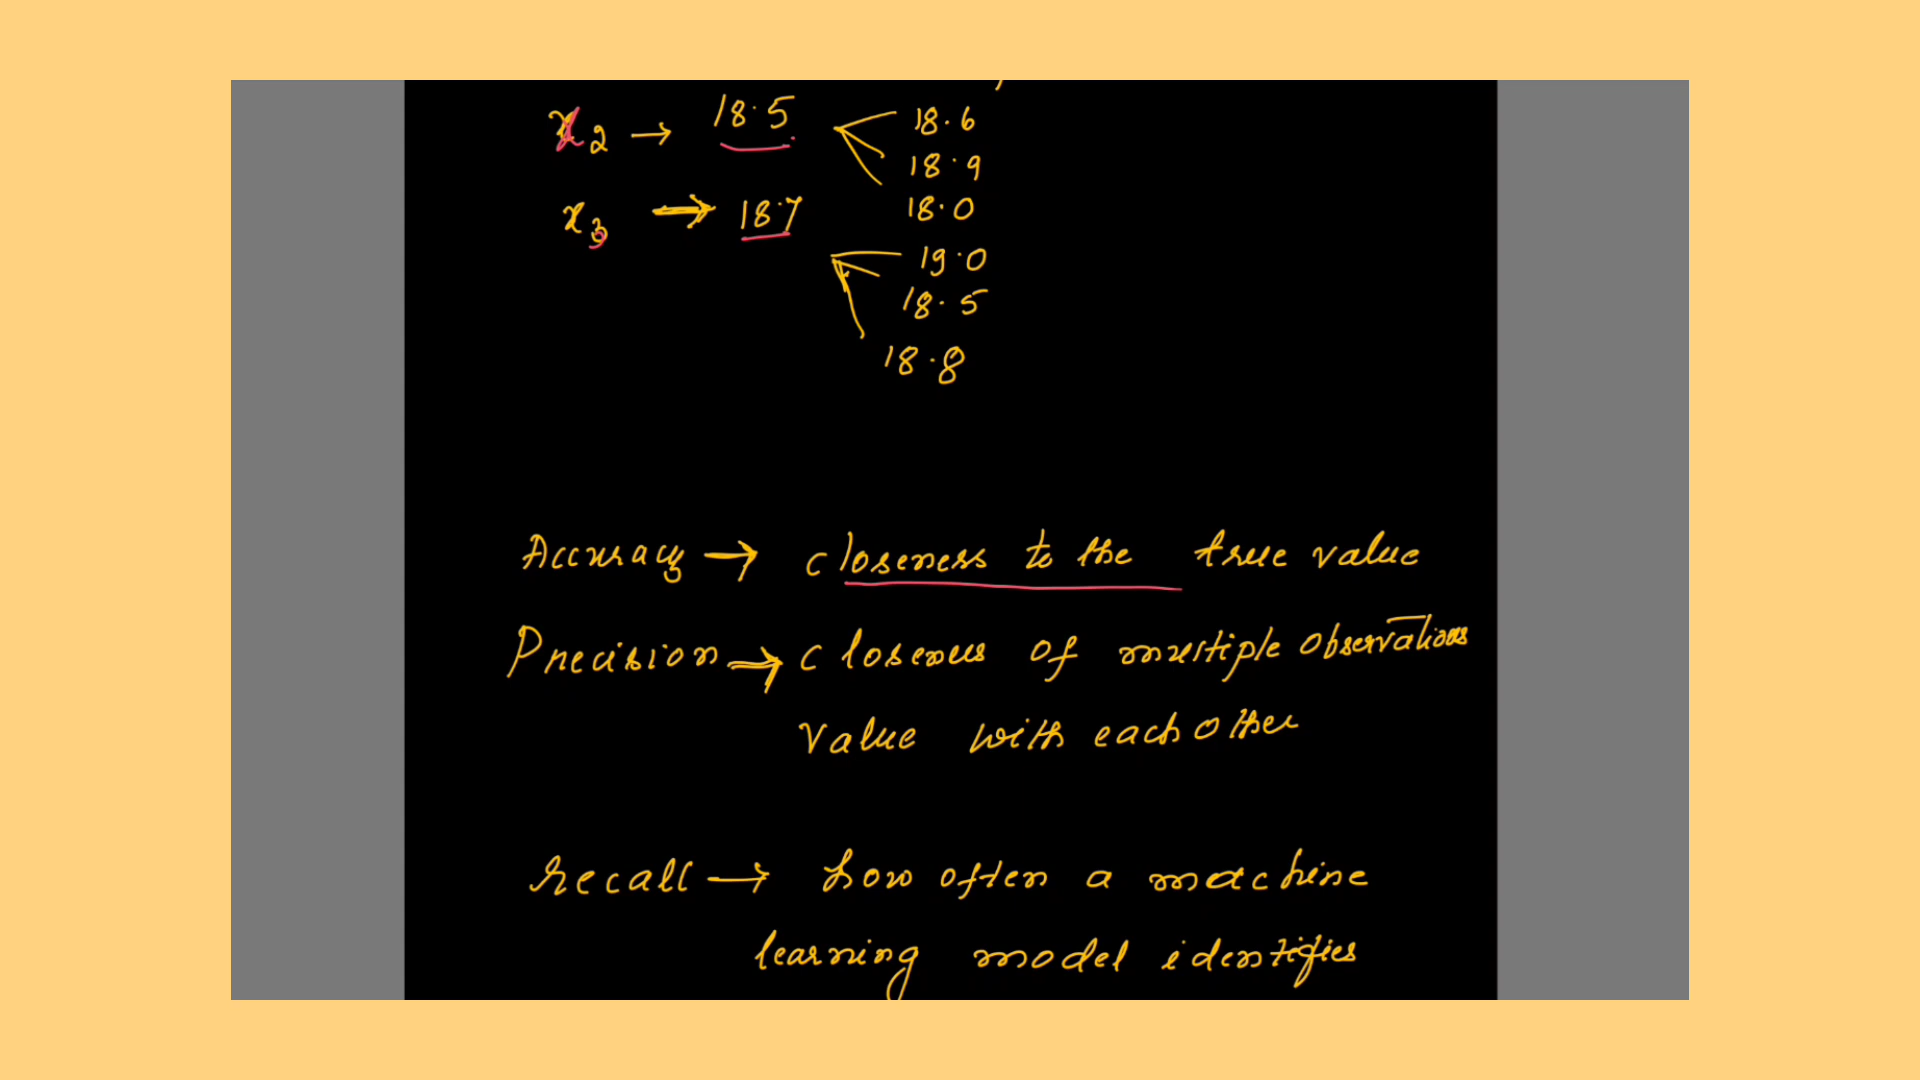 x2 → 18.5
18.6
18.9
18.0
x3 → 18.7
19.0
18.5
18.8
Accuracy → closeness to the true value
Precision → closeness of multiple observations
value with each other
recall → how often a machine
learning model identifies